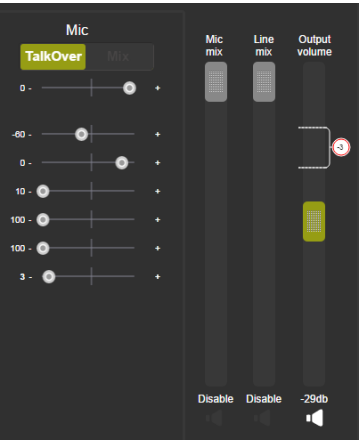 Mic
TalkOver Mix
0 - +
-60 - +
0 - +
10 - +
100 - +
100 - +
3 - +
Mic mix
Line mix
Output volume
-3
Disable Disable -29db